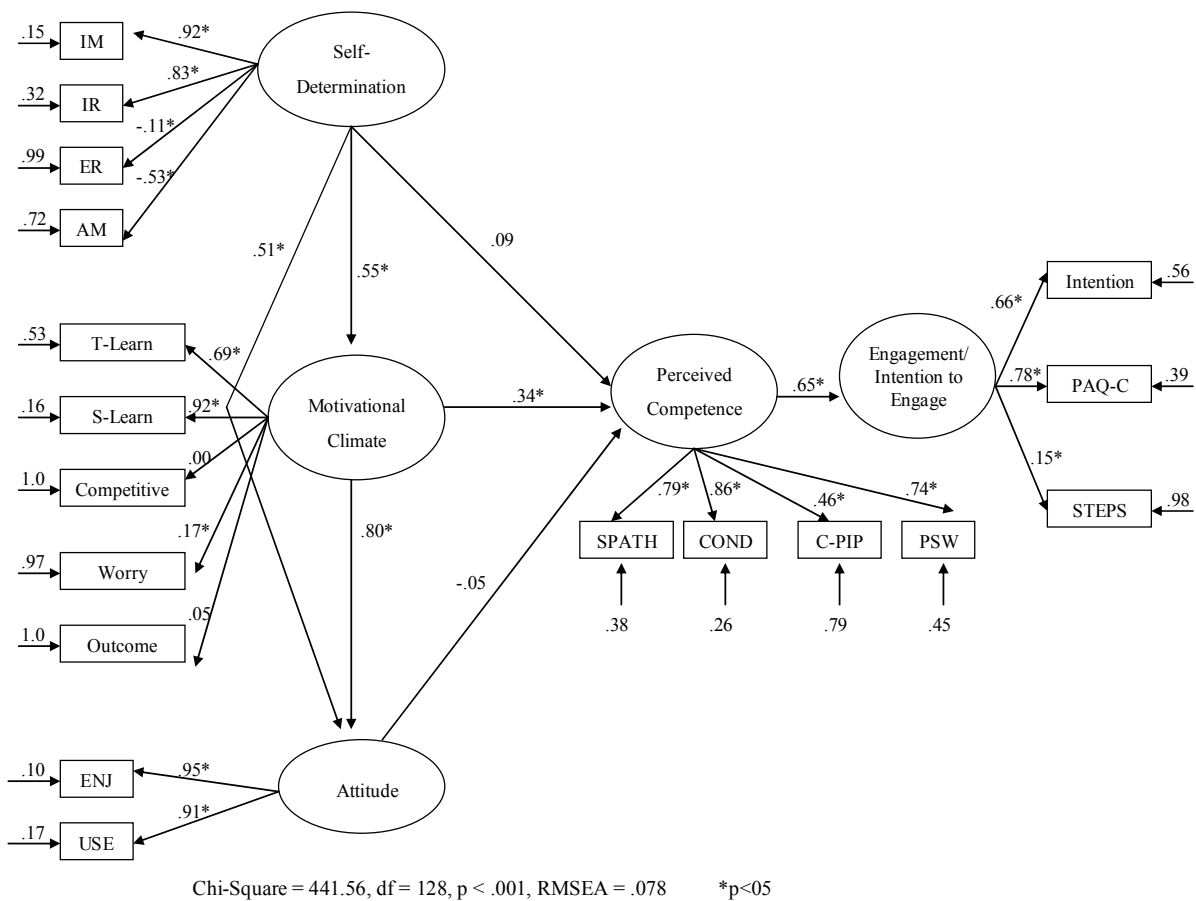 .15
IM
.92*
Self-
Determination
.83*
.32
IR
-.11*
.99
ER
-.53*
.72
AM
.51*
.55*
.09
.53
T-Learn
.69*
.16
S-Learn
.92*
Motivational
Climate
.00
1.0
Competitive
.17*
.97
Worry
.05
1.0
Outcome
.34*
.80*
-.05
Perceived
Competence
.65*
Engagement/
Intention to
Engage
.66*
Intention
.56
.78*
PAQ-C
.39
.15*
STEPS
.98
.79*
.86*
.46*
.74*
SPATH
COND
C-PIP
PSW
.38
.26
.79
.45
.10
ENJ
.95*
Attitude
.91*
.17
USE
Chi-Square = 441.56, df = 128, p < .001, RMSEA = .078 *p<05